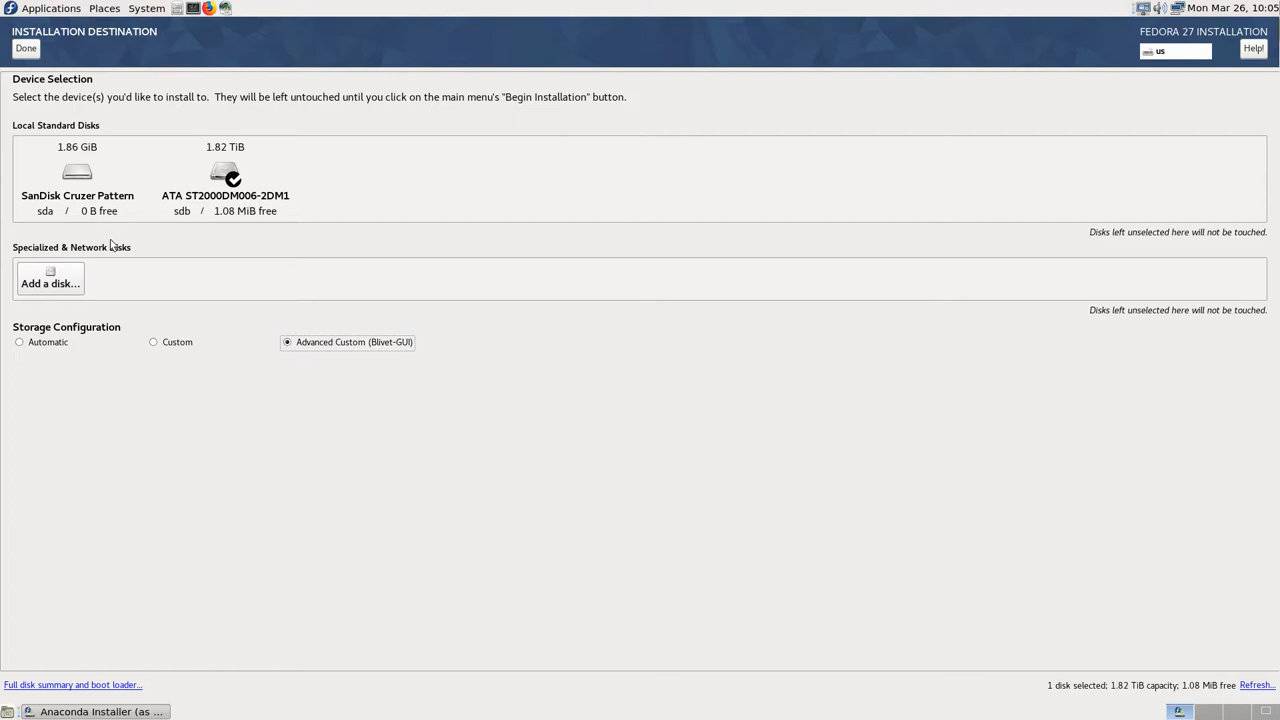 Applications Places System
Mon Mar 26, 10:05
INSTALLATION DESTINATION
FEDORA 27 INSTALLATION
Done
us
Help!
Device Selection
Select the device(s) you'd like to install to. They will be left untouched until you click on the main menu's "Begin Installation" button.
Local Standard Disks
1.86 GiB
1.82 TiB
SanDisk Cruzer Pattern
ATA ST2000DM006-2DM1
sda / 0 B free
sdb / 1.08 MiB free
Disks left unselected here will not be touched.
Specialized & Network Disks
Add a disk...
Disks left unselected here will not be touched.
Storage Configuration
Automatic
Custom
Advanced Custom (Blivet-GUI)
Full disk summary and boot loader...
1 disk selected; 1.82 TiB capacity; 1.08 MiB free
Refresh...
Anaconda Installer (as ...